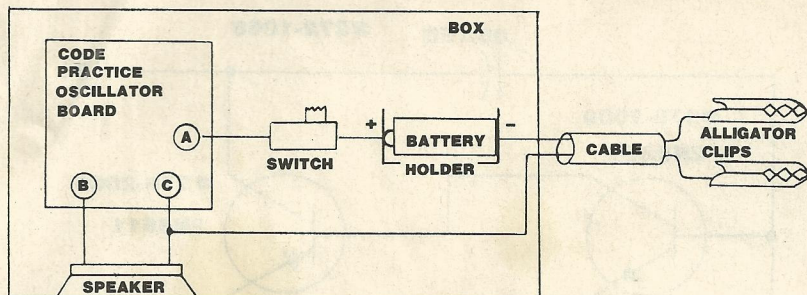 BOX
CODE
PRACTICE
OSCILLATOR
BOARD
A
+
-
BATTERY
SWITCH
HOLDER
CABLE
ALLIGATOR
CLIPS
B
C
SPEAKER